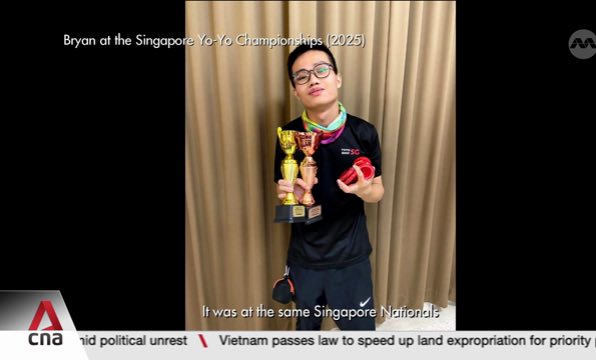 Bryan at the Singapore Yo-Yo Championships (2025)
SG
It was at the same Singapore Nationals
cna
nid political unrest \ Vietnam passes law to speed up land expropriation for priority p